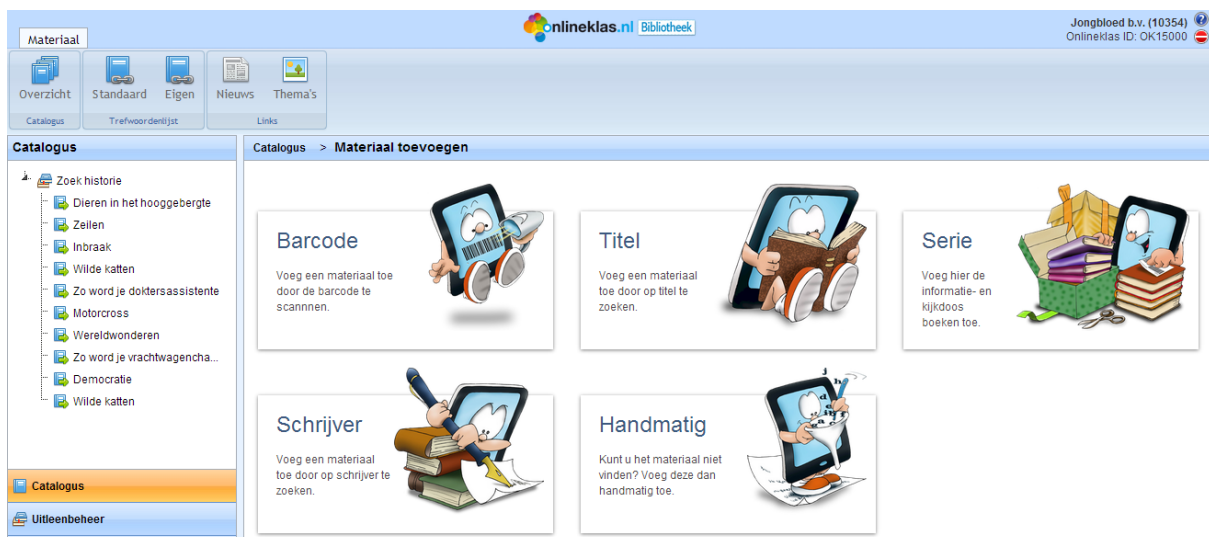 Materiaal
onlineklas.nl Bibliotheek
Jongbloed b.v. (10354)
Onlineklas ID: OK15000
Overzicht
Standaard
Eigen
Nieuws
Thema's
Catalogus
Trefwoordenlijst
Links
Catalogus
Zoek historie
Dieren in het hooggebergte
Zeilen
Inbraak
Wilde katten
Zo word je doktersassistente
Motorcross
Wereldwonderen
Zo word je vrachtwagencha...
Democratie
Wilde katten
Catalogus
Uitleenbeheer
Catalogus > Materiaal toevoegen
Barcode
Voeg een materiaal toe
door de barcode te
scannnen.
Titel
Voeg een materiaal
toe door op titel te
zoeken.
Serie
Voeg hier de
informatie- en
kijkdoos
boeken toe.
Schrijver
Voeg een materiaal
toe door op schrijver te
zoeken.
Handmatig
Kunt u het materiaal niet
vinden? Voeg deze dan
handmatig toe.